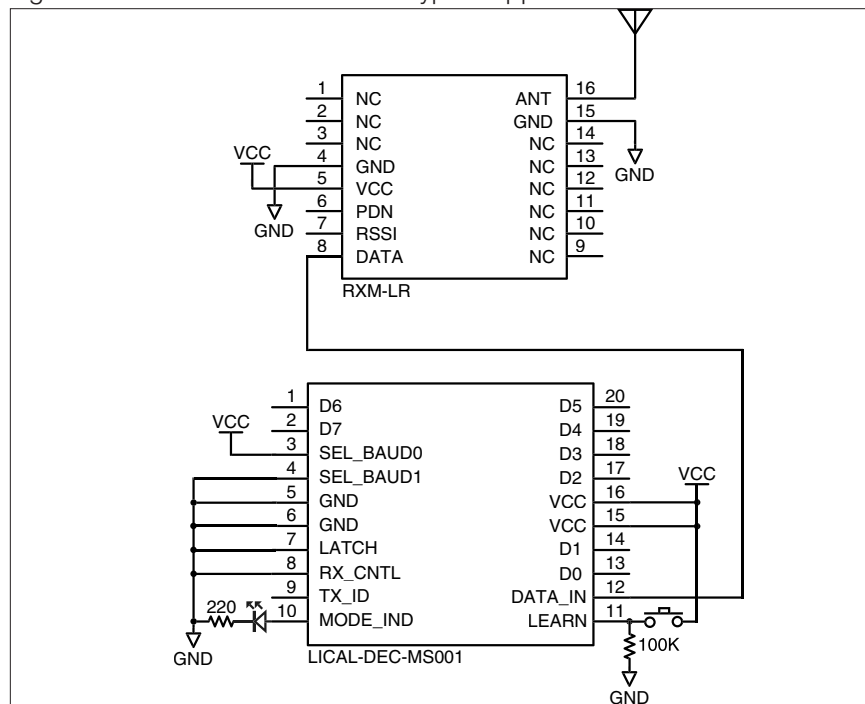 1 NC
2 NC
3 NC
4 GND
5 VCC
6 PDN
7 RSSI
8 DATA
ANT 16
GND 15
NC 14
NC 13
NC 12
NC 11
NC 10
NC 9
VCC
GND
GND
RXM-LR
1 D6
2 D7
3 SEL_BAUD0
4 SEL_BAUD1
5 GND
6 GND
7 LATCH
8 RX_CNTL
9 TX_ID
10 MODE_IND
D5 20
D4 19
D3 18
D2 17
VCC 16
VCC 15
D1 14
D0 13
DATA_IN 12
LEARN 11
VCC
VCC
220
GND
100K
GND
LICAL-DEC-MS001